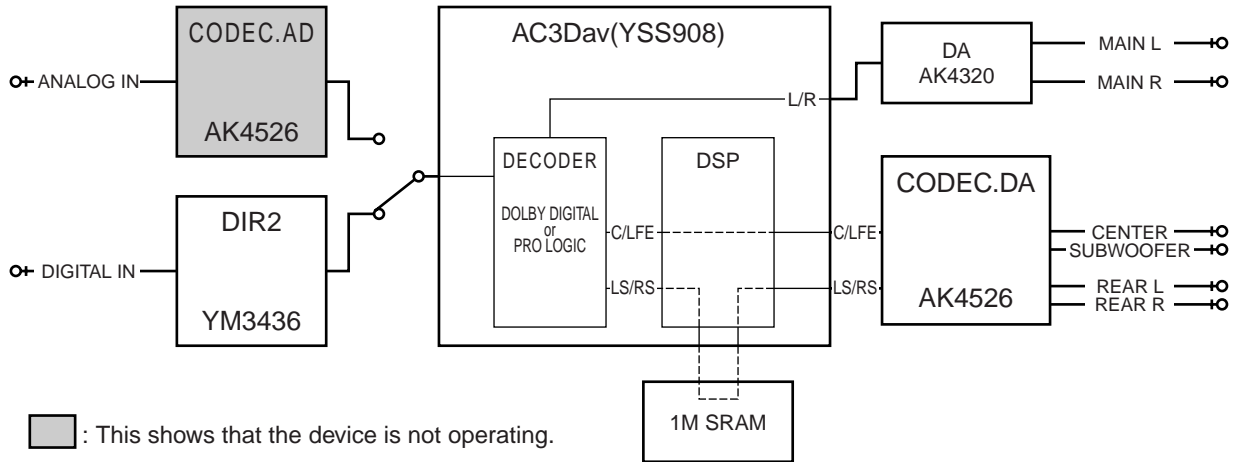 CODEC.AD
AK4526
ANALOG IN
DIR2
YM3436
DIGITAL IN
AC3Dav(YSS908)
L/R
DECODER
DOLBY DIGITAL
or
PRO LOGIC
DSP
C/LFE
C/LFE
LS/RS
LS/RS
1M SRAM
DA
AK4320
MAIN L
MAIN R
CODEC.DA
AK4526
CENTER
SUBWOOFER
REAR L
REAR R
: This shows that the device is not operating.